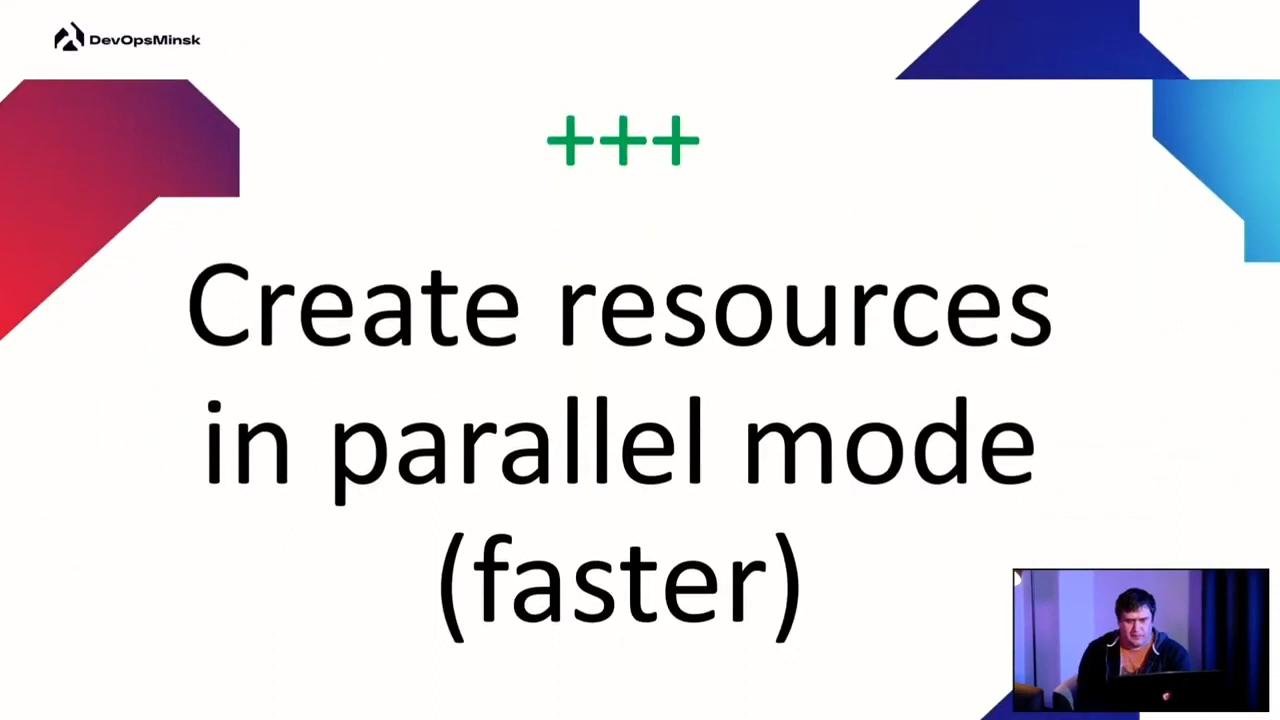 DevOpsMinsk
+++
Create resources
in parallel mode
(faster)